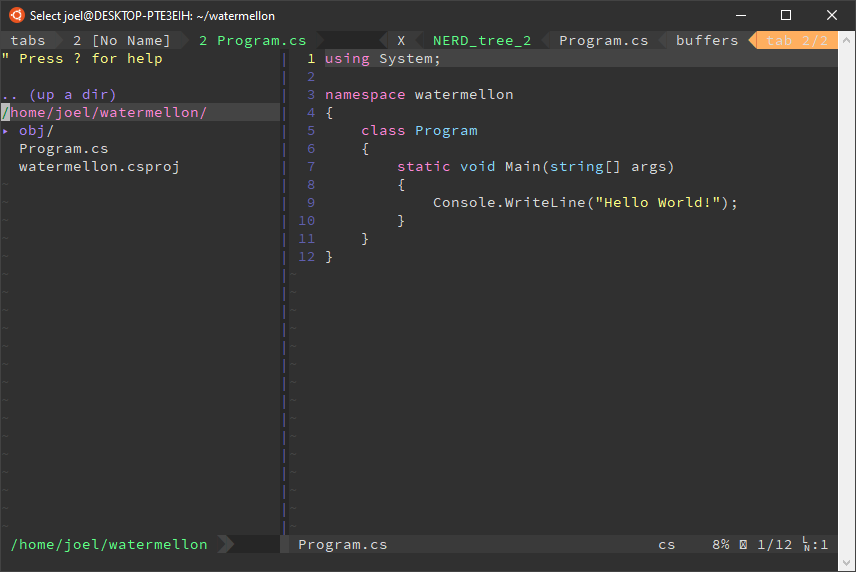 Select joel@DESKTOP-PTE3EIH: ~/watermellon
tabs 2 [No Name] 2 Program.cs X NERD_tree_2 Program.cs buffers tab 2/2
" Press ? for help
.. (up a dir)
/home/joel/watermellon/
▸ obj/
Program.cs
watermellon.csproj
/home/joel/watermellon
1 using System;
2
3 namespace watermellon
4 {
5     class Program
6     {
7         static void Main(string[] args)
8         {
9             Console.WriteLine("Hello World!");
10         }
11     }
12 }
Program.cs cs 8% 1/12 LN:1